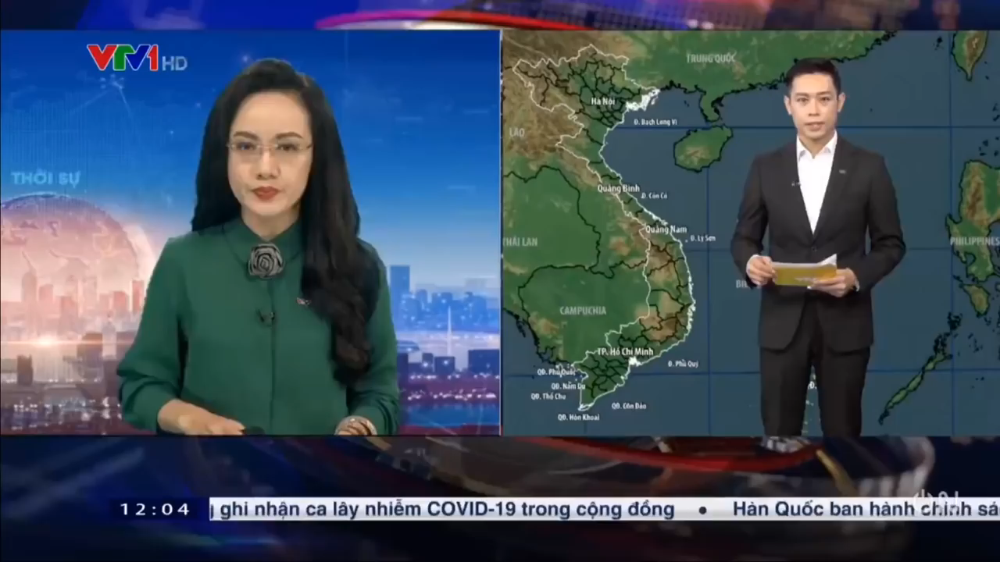 VTV1 HD
THỜI SỰ
TRUNG QUỐC
Hà Nội
Đ. Bạch Long Vĩ
LÀO
Quảng Bình
Đ. Cồn Cỏ
Quảng Nam
Đ. Lý Sơn
THÁI LAN
PHILIPPINES
CAMPUCHIA
TP. Hồ Chí Minh
Đ. Phú Quý
QĐ. Phú Quốc
QĐ. Nam Du
QĐ. Thổ Chu
QĐ. Côn Đảo
QĐ. Hòn Khoai
12:04 ghi nhận ca lây nhiễm COVID-19 trong cộng đồng • Hàn Quốc ban hành chính sá